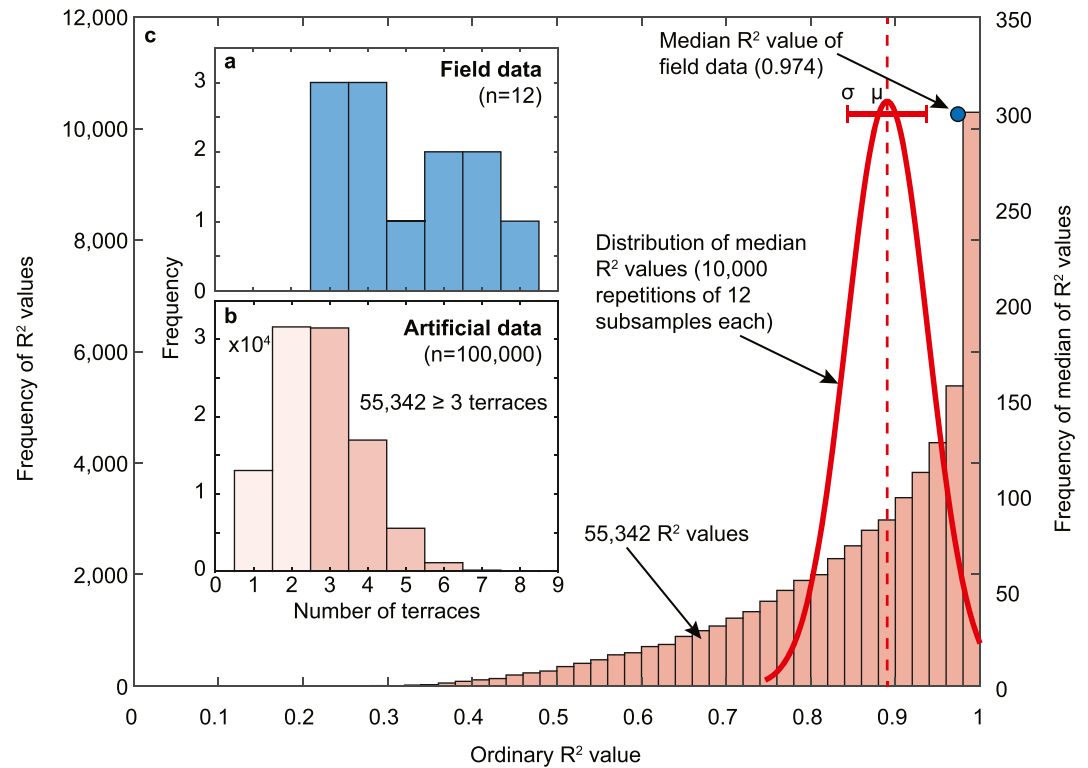 c
a
Field data
(n=12)
3
2
1
0
Frequency
b
Artificial data
(n=100,000)
x10⁴
55,342 ≥ 3 terraces
3
2
1
0
0 1 2 3 4 5 6 7 8 9
Number of terraces
Median R² value of
field data (0.974)
σ μ
Distribution of median
R² values (10,000
repetitions of 12
subsamples each)
55,342 R² values
12,000
10,000
8,000
6,000
4,000
2,000
0
Frequency of R² values
350
300
250
200
150
100
50
0
Frequency of median of R² values
0 0.1 0.2 0.3 0.4 0.5 0.6 0.7 0.8 0.9 1
Ordinary R² value